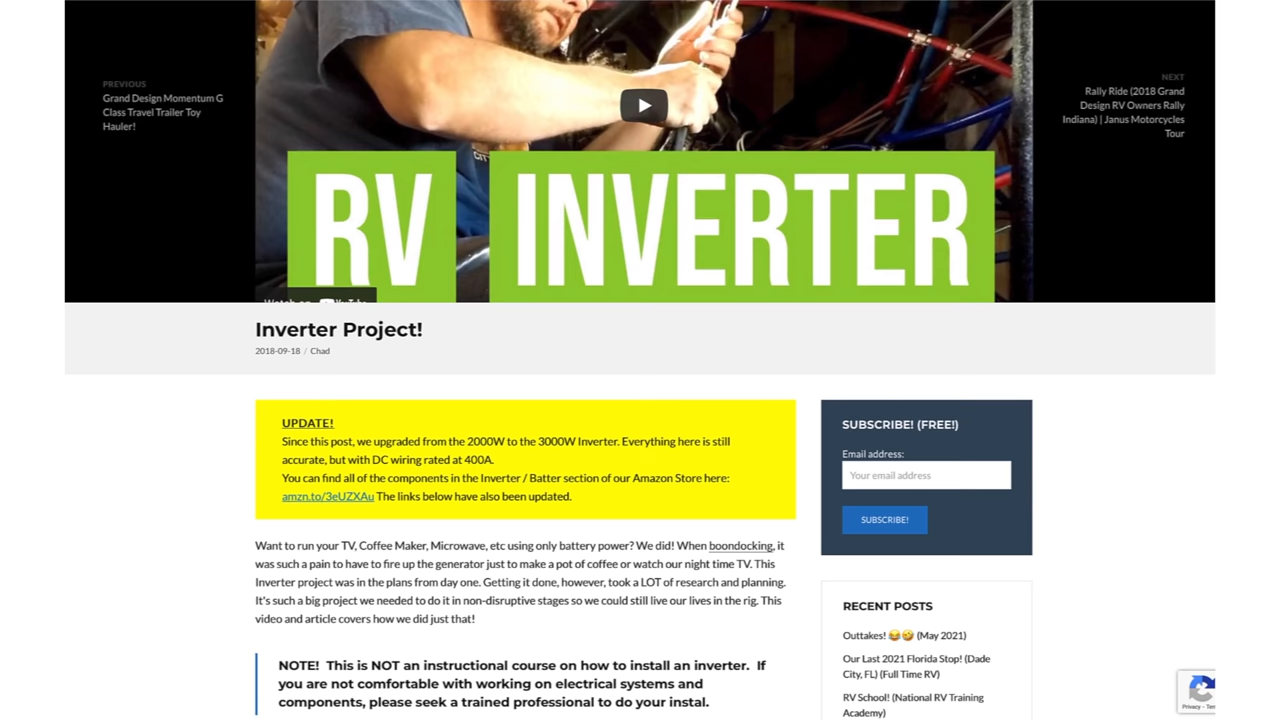 PREVIOUS
Grand Design Momentum G
Class Travel Trailer Toy
Hauler!
NEXT
Rally Ride (2018 Grand
Design RV Owners Rally
Indiana) | Janus Motorcycles
Tour
RV INVERTER
Watch on YouTube
Inverter Project!
2018-09-18 / Chad
UPDATE!
Since this post, we upgraded from the 2000W to the 3000W Inverter. Everything here is still
accurate, but with DC wiring rated at 400A.
You can find all of the components in the Inverter / Batter section of our Amazon Store here:
amzn.to/3eUZXAu The links below have also been updated.
Want to run your TV, Coffee Maker, Microwave, etc using only battery power? We did! When boondocking, it
was such a pain to have to fire up the generator just to make a pot of coffee or watch our night time TV. This
Inverter project was in the plans from day one. Getting it done, however, took a LOT of research and planning.
It's such a big project we needed to do it in non-disruptive stages so we could still live our lives in the rig. This
video and article covers how we did just that!
NOTE! This is NOT an instructional course on how to install an inverter. If
you are not comfortable with working on electrical systems and
components, please seek a trained professional to do your instal.
SUBSCRIBE! (FREE!)
Email address:
Your email address
SUBSCRIBE!
RECENT POSTS
Outtakes! 😂🤣 (May 2021)
Our Last 2021 Florida Stop! (Dade
City, FL) (Full Time RV)
RV School! (National RV Training
Academy)
Privacy - Ter